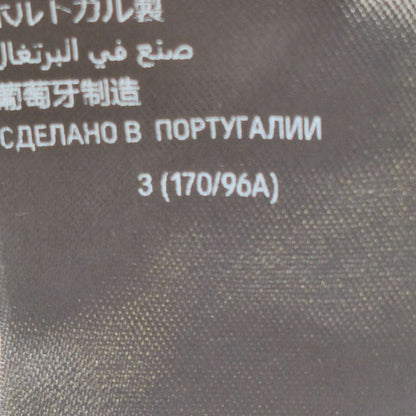 ポルトガル製
صنع في البرتغال
葡萄牙制造
СДЕЛАНО В ПОРТУГАЛИИ
3 (170/96A)